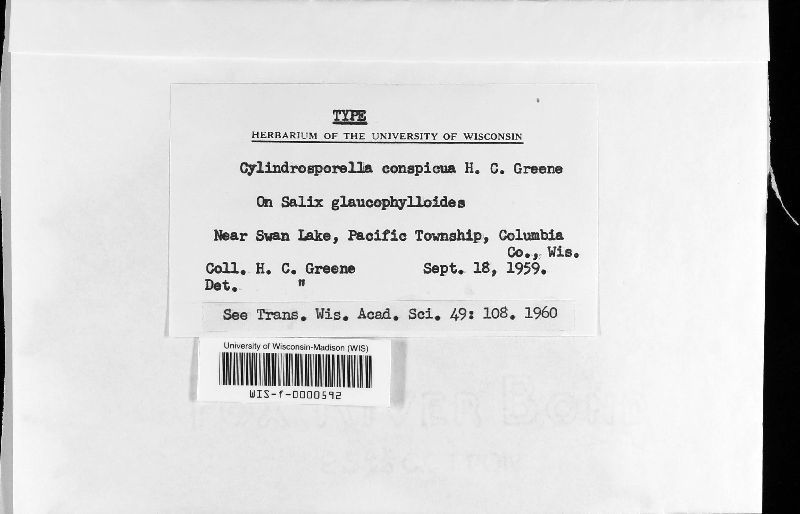 TYPE
HERBARIUM OF THE UNIVERSITY OF WISCONSIN
Cylindrosporella conspicua H. C. Greene
On Salix glaucophylloides
Near Swan Lake, Pacific Township, Columbia
Co., Wis.
Coll. H. C. Greene Sept. 18, 1959.
Det. "
See Trans. Wis. Acad. Sci. 49: 108. 1960
University of Wisconsin-Madison (WIS)
WIS-f-0000592